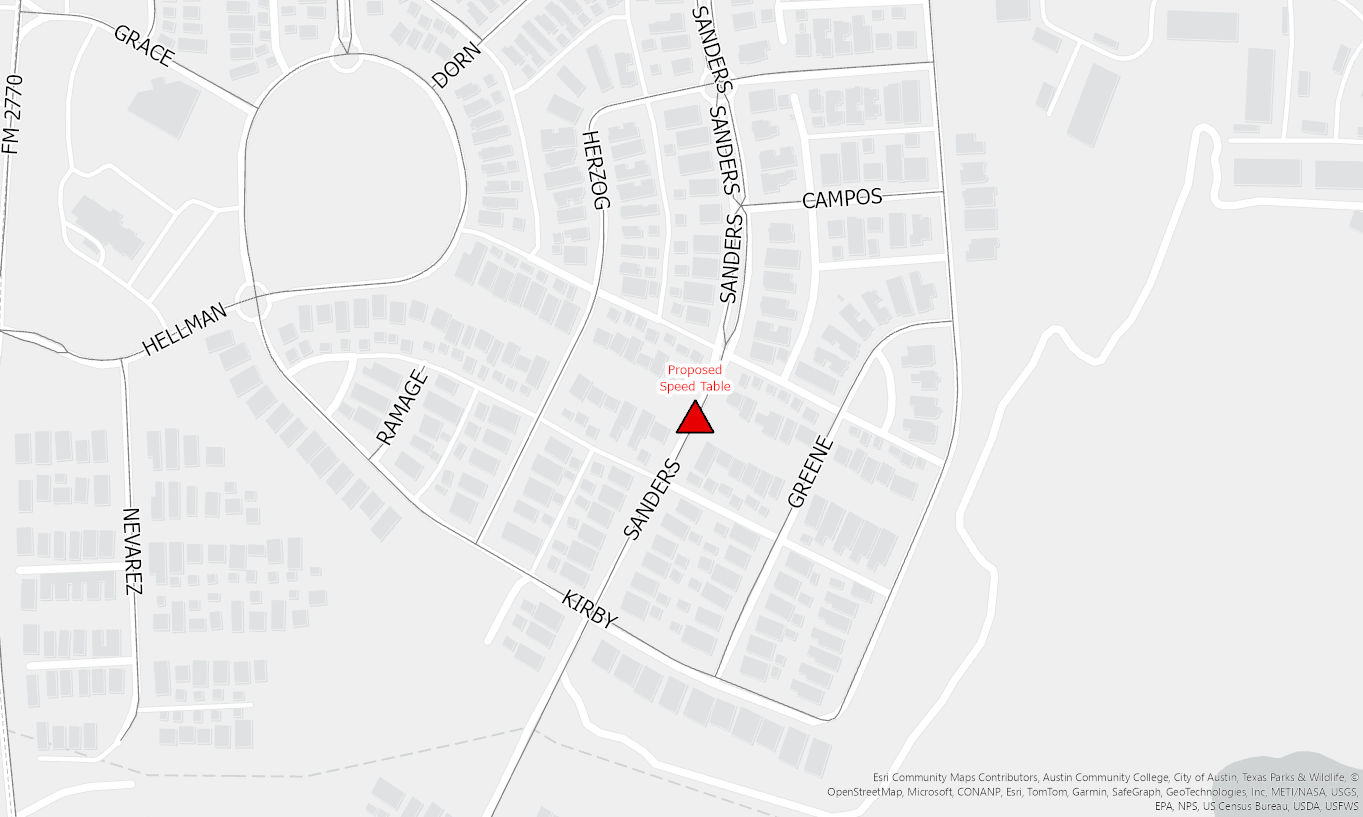 SANDERS
GRACE
DORN
FM 2770
SANDERS
HERZOG
CAMPOS
SANDERS
HELLMAN
Proposed
Speed Table
RAMAGE
GREENE
SANDERS
NEVAREZ
KIRBY
Esri Community Maps Contributors, Austin Community College, City of Austin, Texas Parks & Wildlife, ©
OpenStreetMap, Microsoft, CONANP, Esri, TomTom, Garmin, SafeGraph, GeoTechnologies, Inc, METI/NASA, USGS,
EPA, NPS, US Census Bureau, USDA, USFWS